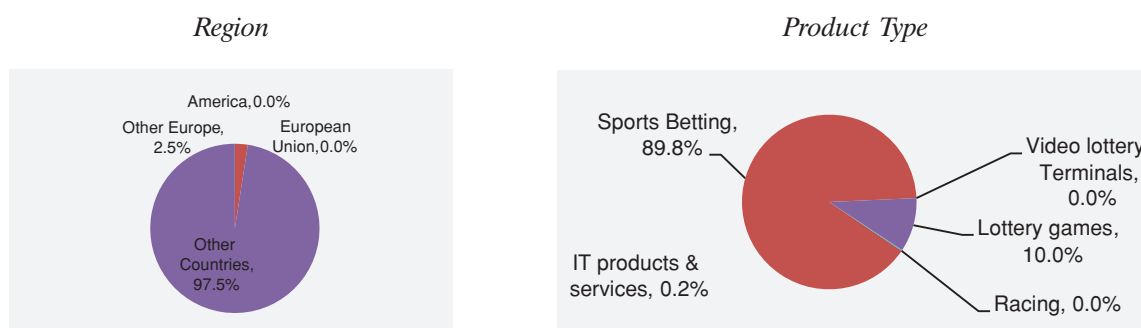 Region
America,0.0%
Other Europe,
2.5%
European
Union,0.0%
Other
Countries,
97.5%
Product Type
Sports Betting,
89.8%
Video lottery
Terminals,
0.0%
Lottery games,
10.0%
IT products &
services, 0.2%
Racing, 0.0%